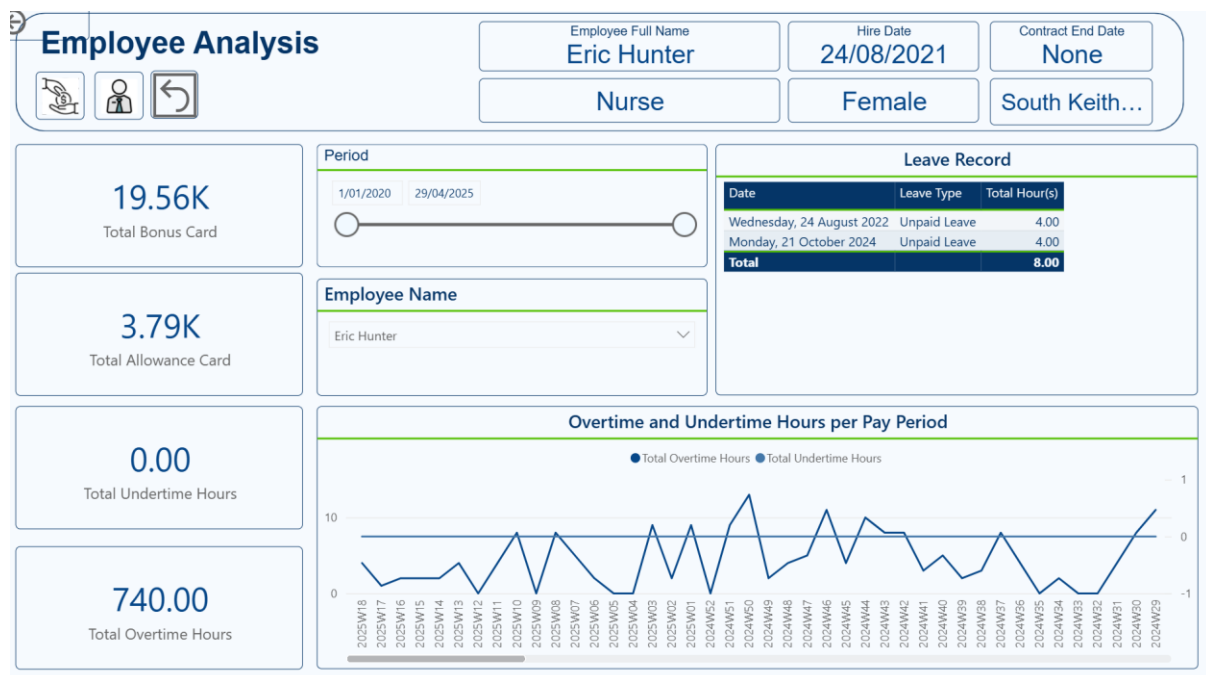 Employee Analysis
Employee Full Name
Eric Hunter
Hire Date
24/08/2021
Contract End Date
None
Nurse
Female
South Keith...
19.56K
Total Bonus Card
3.79K
Total Allowance Card
0.00
Total Undertime Hours
740.00
Total Overtime Hours
Period
1/01/2020 29/04/2025
Employee Name
Eric Hunter
Leave Record
Date Leave Type Total Hour(s)
Wednesday, 24 August 2022 Unpaid Leave 4.00
Monday, 21 October 2024 Unpaid Leave 4.00
Total 8.00
Overtime and Undertime Hours per Pay Period
Total Overtime Hours Total Undertime Hours
10
0
1
0
-1
2025W18
2025W17
2025W16
2025W15
2025W14
2025W13
2025W12
2025W11
2025W10
2025W09
2025W08
2025W07
2025W06
2025W05
2025W04
2025W03
2025W02
2025W01
2024W52
2024W51
2024W50
2024W49
2024W48
2024W47
2024W46
2024W45
2024W44
2024W43
2024W42
2024W41
2024W40
2024W39
2024W38
2024W37
2024W36
2024W35
2024W34
2024W33
2024W32
2024W31
2024W30
2024W29